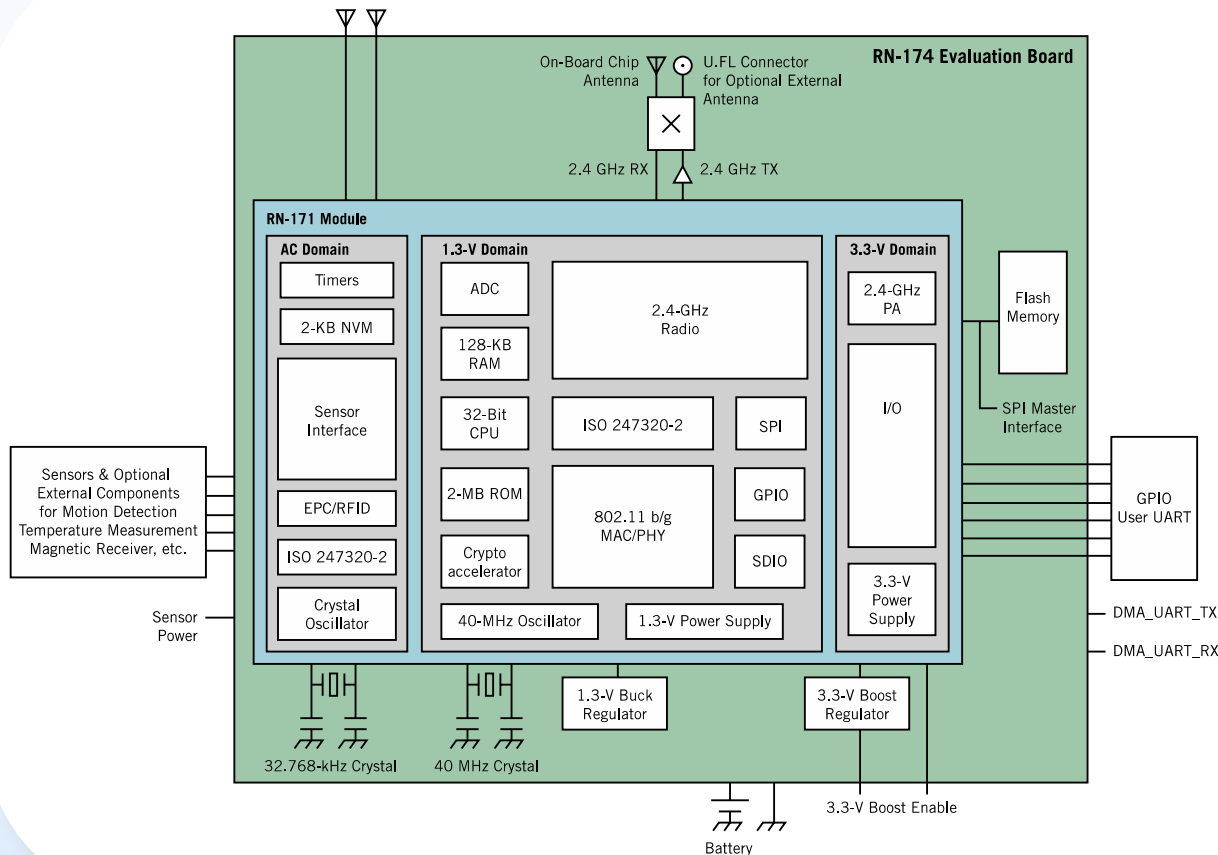 RN-174 Evaluation Board
On-Board Chip
Antenna
U.FL Connector
for Optional External
Antenna
2.4 GHz RX
2.4 GHz TX
RN-171 Module
AC Domain
Timers
2-KB NVM
Sensor
Interface
EPC/RFID
ISO 247320-2
Crystal
Oscillator
1.3-V Domain
ADC
128-KB
RAM
32-Bit
CPU
2-MB ROM
Crypto
accelerator
40-MHz Oscillator
2.4-GHz
Radio
ISO 247320-2
SPI
802.11 b/g
MAC/PHY
GPIO
SDIO
1.3-V Power Supply
3.3-V Domain
2.4-GHz
PA
I/O
3.3-V
Power
Supply
Flash
Memory
SPI Master
Interface
GPIO
User UART
DMA_UART_TX
DMA_UART_RX
Sensors & Optional
External Components
for Motion Detection
Temperature Measurement
Magnetic Receiver, etc.
Sensor
Power
32.768-kHz Crystal
40 MHz Crystal
1.3-V Buck
Regulator
3.3-V Boost
Regulator
3.3-V Boost Enable
Battery